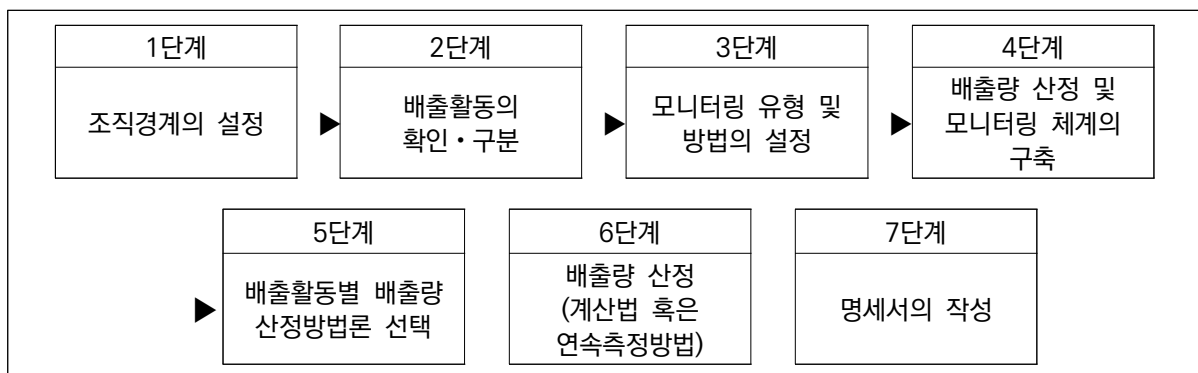 1단계
조직경계의 설정
▶
2단계
배출활동의
확인・구분
▶
3단계
모니터링 유형 및
방법의 설정
▶
4단계
배출량 산정 및
모니터링 체계의
구축
▶
5단계
배출활동별 배출량
산정방법론 선택
6단계
배출량 산정
(계산법 혹은
연속측정방법)
7단계
명세서의 작성